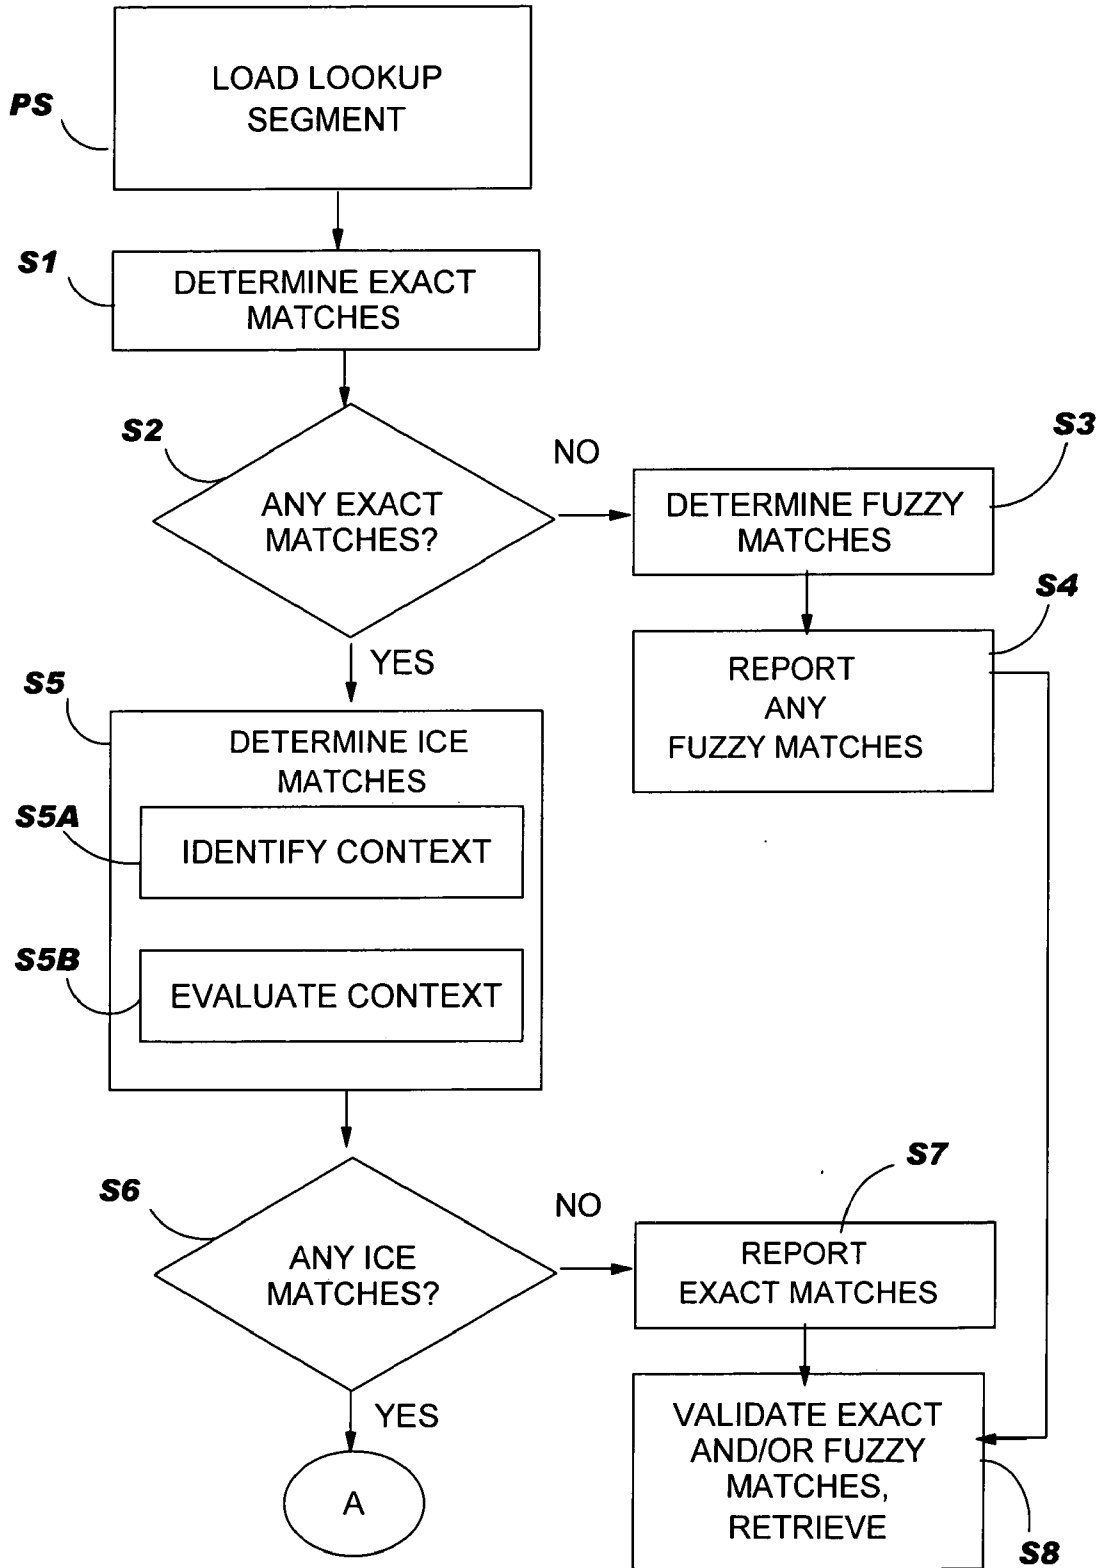 LOAD LOOKUP
SEGMENT
PS
S1
DETERMINE EXACT
MATCHES
S2
ANY EXACT
MATCHES?
NO
S3
DETERMINE FUZZY
MATCHES
S4
REPORT
ANY
FUZZY MATCHES
YES
S5
DETERMINE ICE
MATCHES
S5A
IDENTIFY CONTEXT
S5B
EVALUATE CONTEXT
S6
ANY ICE
MATCHES?
NO
S7
REPORT
EXACT MATCHES
YES
A
VALIDATE EXACT
AND/OR FUZZY
MATCHES,
RETRIEVE
S8